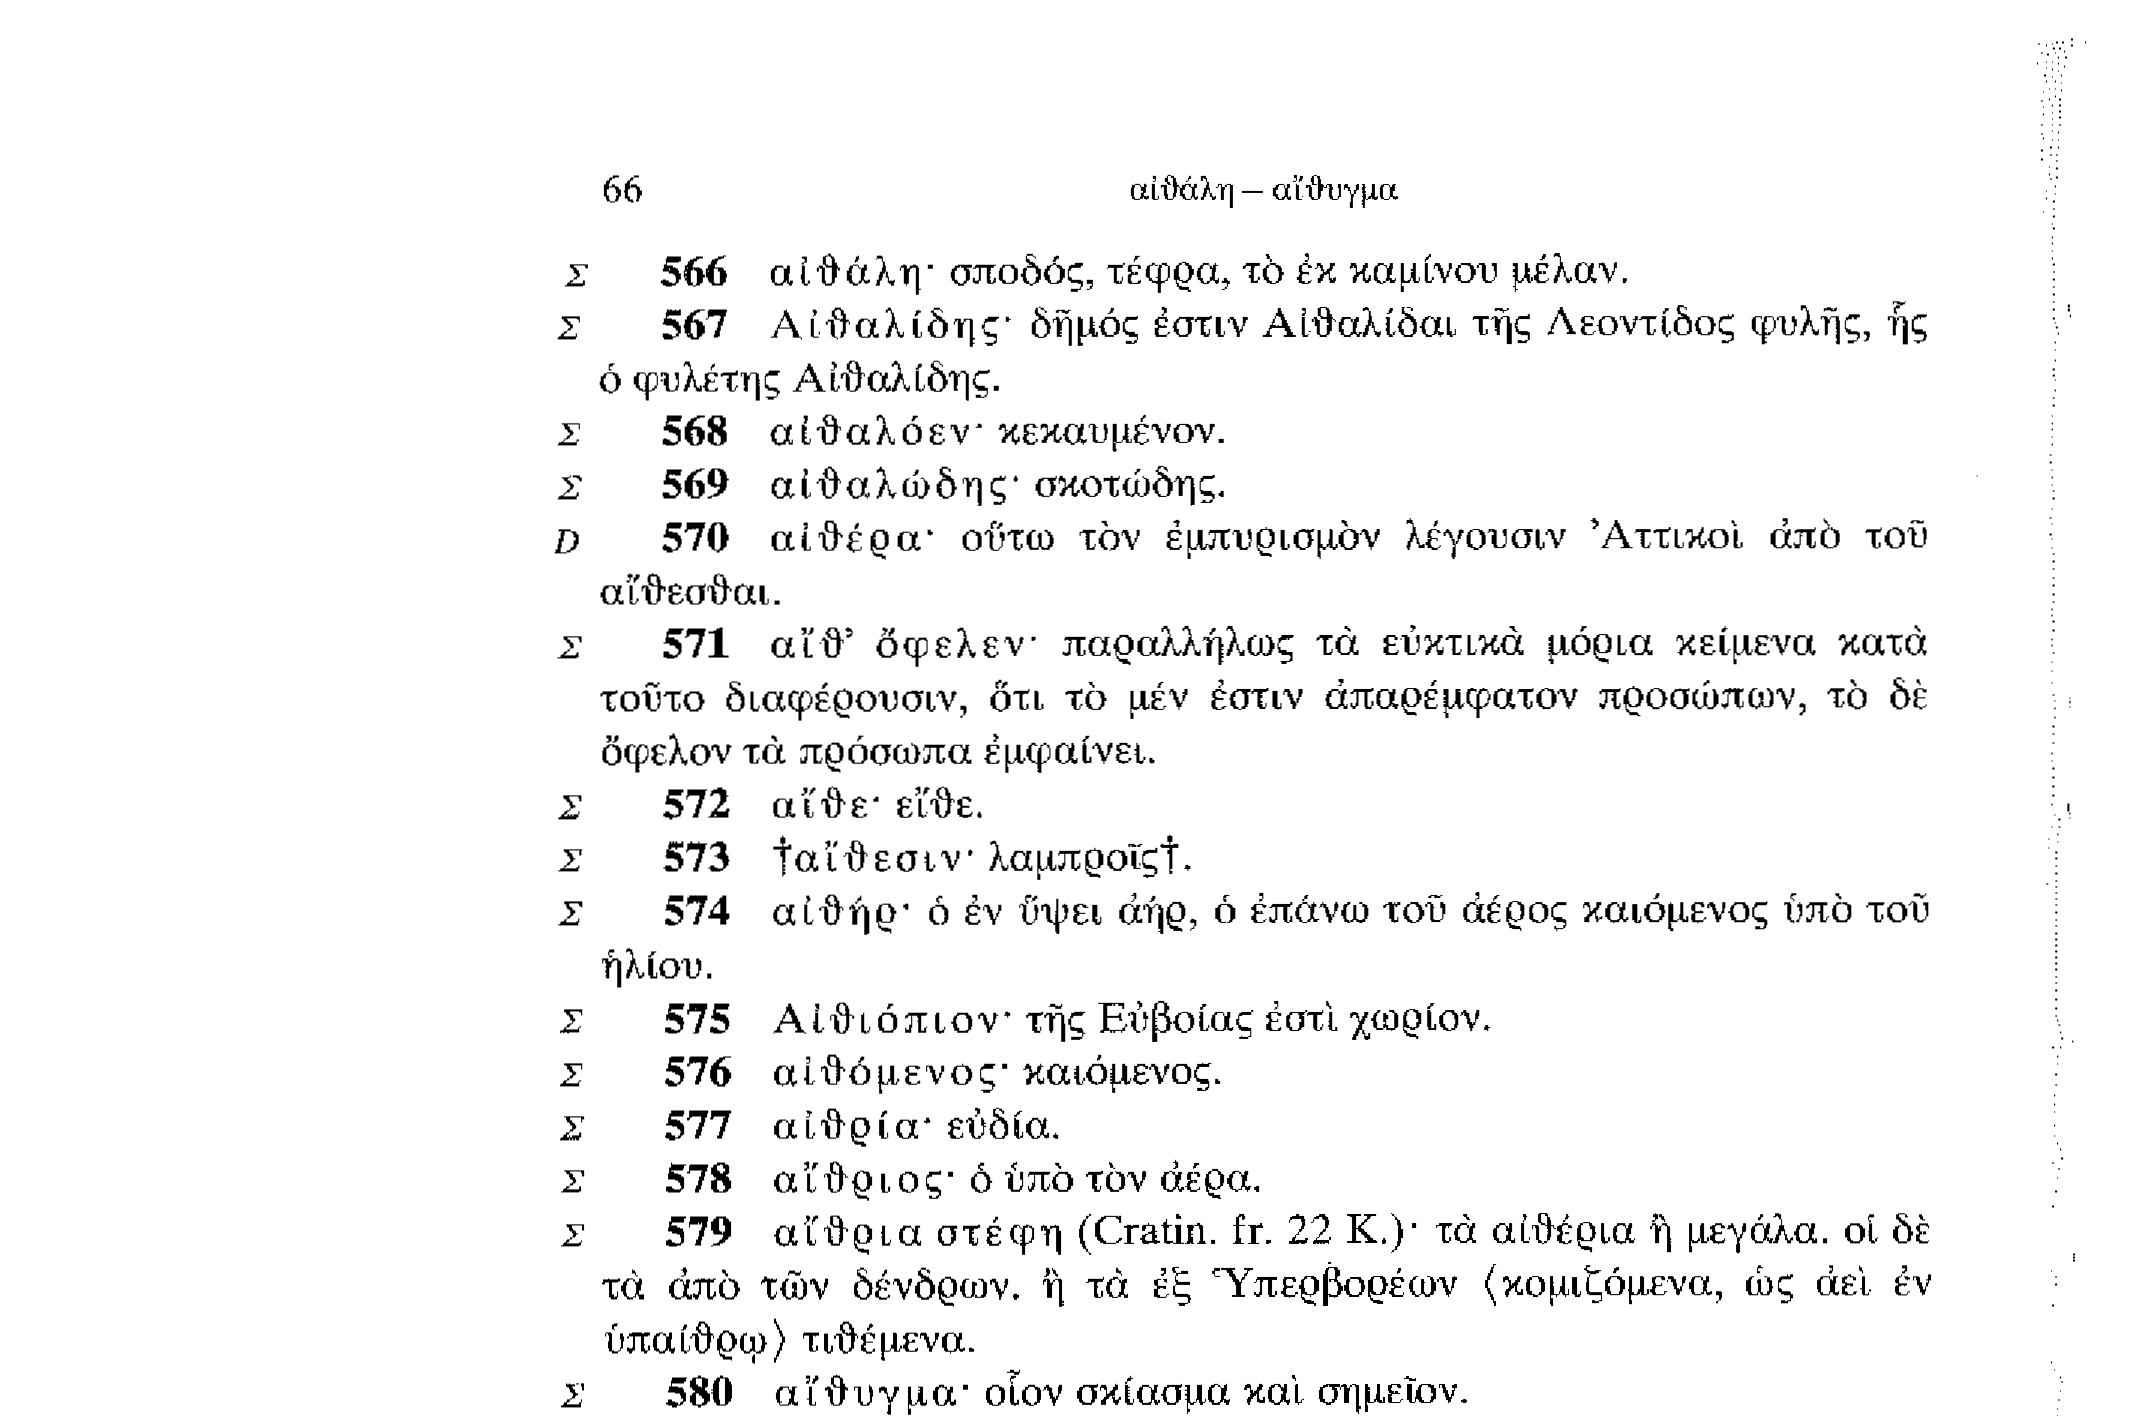 66 αἰθάλη – αἴθυγμα
Σ 566 αἰθάλη· σποδός, τέφρα, τὸ ἐκ καμίνου μέλαν.
Σ 567 Αἰθαλίδης· δῆμός ἐστιν Αἰθαλίδαι τῆς Λεοντίδος φυλῆς, ἧς
ὁ φυλέτης Αἰθαλίδης.
Σ 568 αἰθαλόεν· κεκαυμένον.
Σ 569 αἰθαλώδης· σκοτώδης.
D 570 αἰθέρα· οὕτω τὸν ἐμπυρισμὸν λέγουσιν Ἀττικοὶ ἀπὸ τοῦ
αἴθεσθαι.
Σ 571 αἴθ’ ὄφελεν· παραλλήλως τὰ εὐκτικὰ μόρια κείμενα κατὰ
τοῦτο διαφέρουσιν, ὅτι τὸ μέν ἐστιν ἀπαρέμφατον προσώπων, τὸ δὲ
ὄφελον τὰ πρόσωπα ἐμφαίνει.
Σ 572 αἴθε· εἴθε.
Σ 573 †αἴθεσιν· λαμπροῖς†.
Σ 574 αἰθήρ· ὁ ἐν ὕψει ἀήρ, ὁ ἐπάνω τοῦ ἀέρος καιόμενος ὑπὸ τοῦ
ἡλίου.
Σ 575 Αἰθιόπιον· τῆς Εὐβοίας ἐστὶ χωρίον.
Σ 576 αἰθόμενος· καιόμενος.
Σ 577 αἰθρία· εὐδία.
Σ 578 αἴθριος· ὁ ὑπὸ τὸν ἀέρα.
Σ 579 αἴθρια στέφη (Cratin. fr. 22 K.)· τὰ αἰθέρια ἢ μεγάλα. οἱ δὲ
τὰ ἀπὸ τῶν δένδρων. ἢ τὰ ἐξ Ὑπερβορέων ⟨κομιζόμενα, ὡς ἀεὶ ἐν
ὑπαίθρῳ⟩ τιθέμενα.
Σ 580 αἴθυγμα· οἷον σκίασμα καὶ σημεῖον.